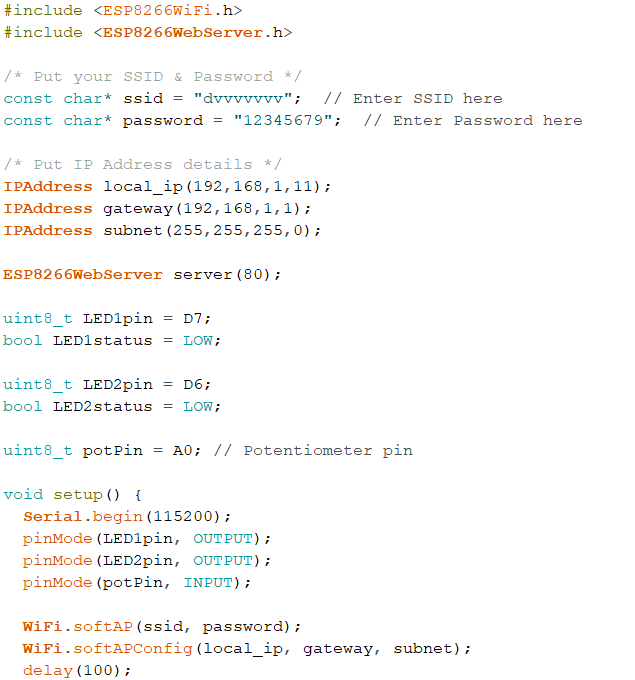 #include <ESP8266WiFi.h>
#include <ESP8266WebServer.h>
/* Put your SSID & Password */
const char* ssid = "dvvvvvvv";  // Enter SSID here
const char* password = "12345679";  // Enter Password here
/* Put IP Address details */
IPAddress local_ip(192,168,1,11);
IPAddress gateway(192,168,1,1);
IPAddress subnet(255,255,255,0);
ESP8266WebServer server(80);
uint8_t LED1pin = D7;
bool LED1status = LOW;
uint8_t LED2pin = D6;
bool LED2status = LOW;
uint8_t potPin = A0; // Potentiometer pin
void setup() {
  Serial.begin(115200);
  pinMode(LED1pin, OUTPUT);
  pinMode(LED2pin, OUTPUT);
  pinMode(potPin, INPUT);
  WiFi.softAP(ssid, password);
  WiFi.softAPConfig(local_ip, gateway, subnet);
  delay(100);